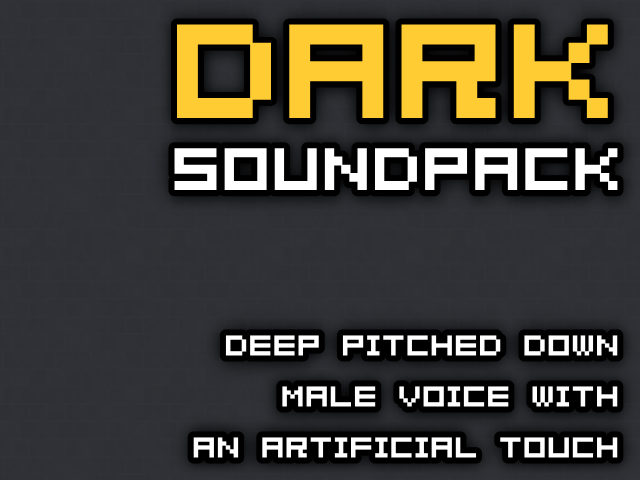 DARK
SOUNDPACK
DEEP PITCHED DOWN
MALE VOICE WITH
AN ARTIFICIAL TOUCH